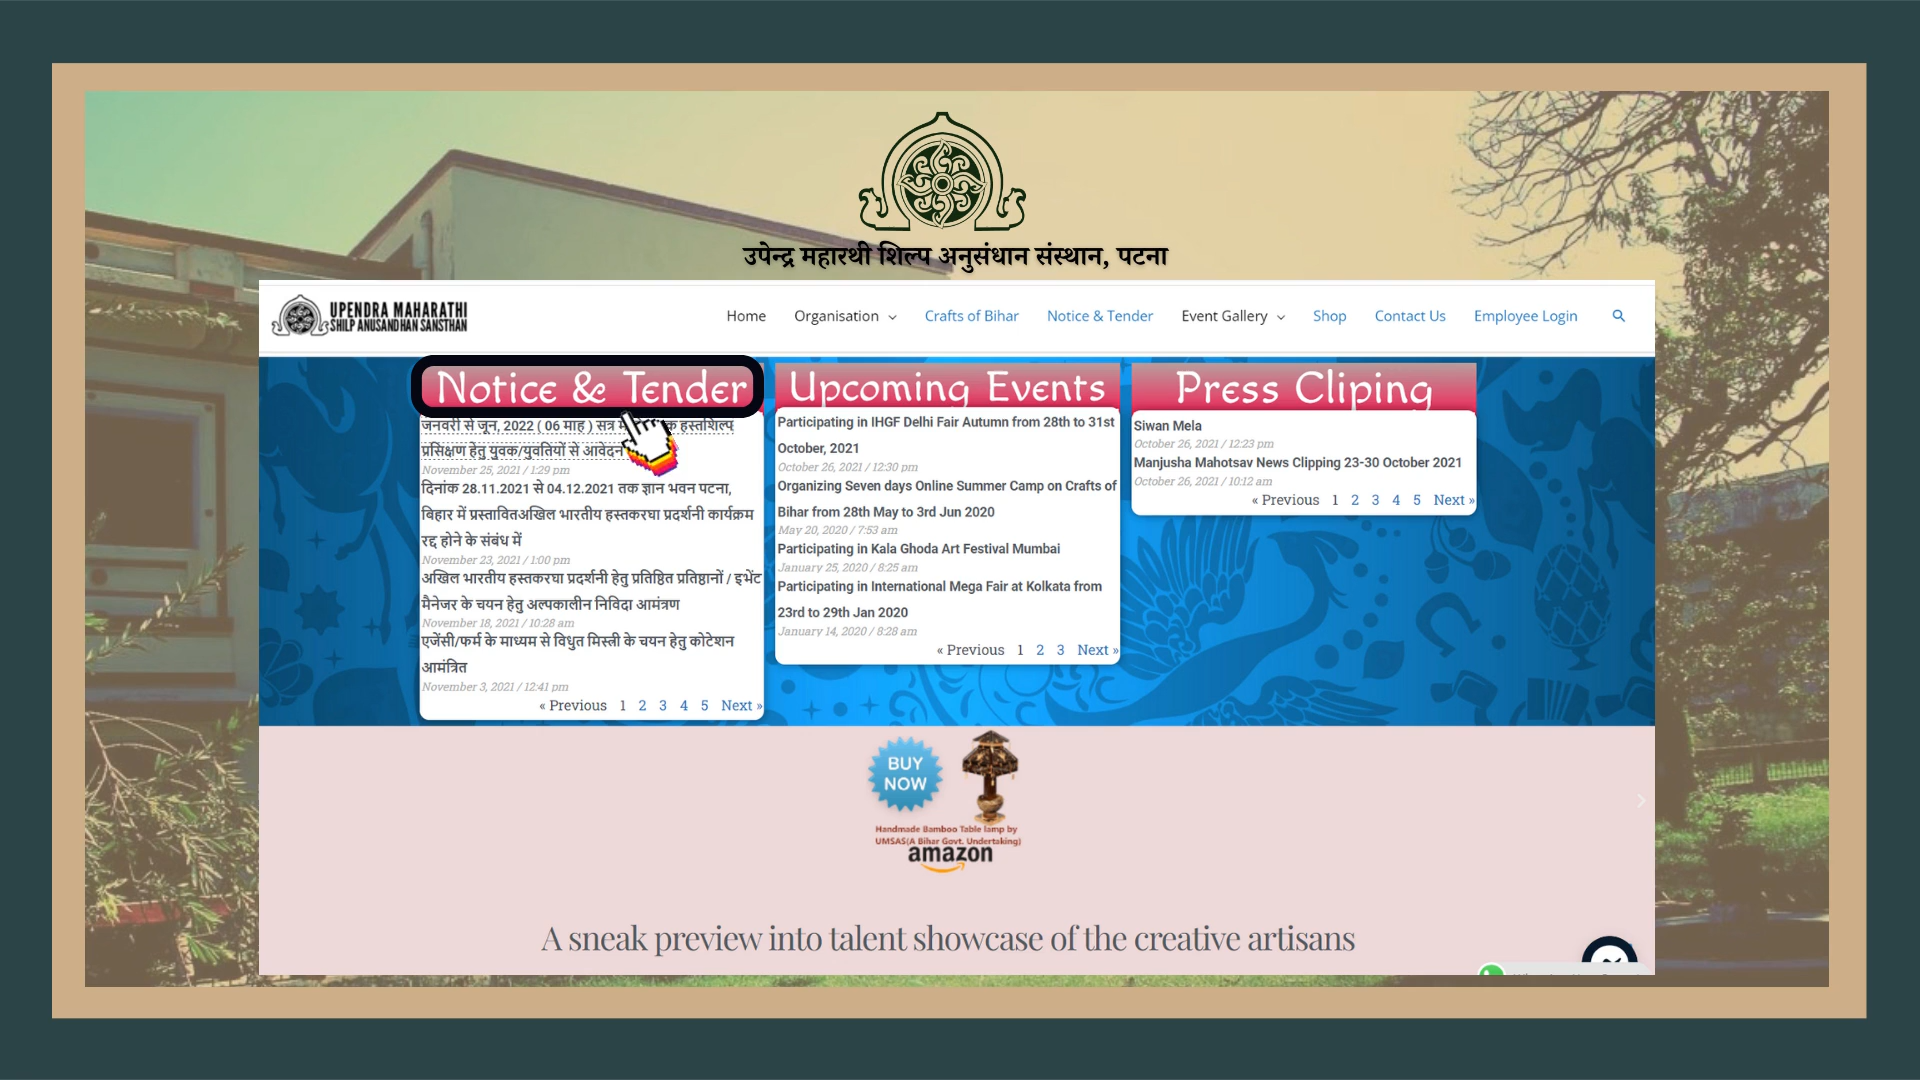 उपेन्द्र महारथी शिल्प अनुसंधान संस्थान, पटना
UPENDRA MAHARATHI
SHILP ANUSANDHAN SANSTHAN
Home Organisation Crafts of Bihar Notice & Tender Event Gallery Shop Contact Us Employee Login
Notice & Tender
जनवरी से जून, 2022 ( 06 माह ) सत्र हस्तशिल्प
प्रसिक्षण हेतु युवक/युवतियों से आवेदन
November 25, 2021 / 1:29 pm
दिनांक 28.11.2021 से 04.12.2021 तक ज्ञान भवन पटना,
बिहार में प्रस्तावितअखिल भारतीय हस्तकरघा प्रदर्शनी कार्यक्रम
रद्द होने के संबंध में
November 23, 2021 / 1:00 pm
अखिल भारतीय हस्तकरघा प्रदर्शनी हेतु प्रतिष्ठित प्रतिष्ठानों / इभेंट
मैनेजर के चयन हेतु अल्पकालीन निविदा आमंत्रण
November 18, 2021 / 10:28 am
एजेंसी/फर्म के माध्यम से विधुत मिस्त्री के चयन हेतु कोटेशन
आमंत्रित
November 3, 2021 / 12:41 pm
« Previous 1 2 3 4 5 Next »
Upcoming Events
Participating in IHGF Delhi Fair Autumn from 28th to 31st
October, 2021
October 26, 2021 / 12:30 pm
Organizing Seven days Online Summer Camp on Crafts of
Bihar from 28th May to 3rd Jun 2020
May 20, 2020 / 7:53 am
Participating in Kala Ghoda Art Festival Mumbai
January 25, 2020 / 8:25 am
Participating in International Mega Fair at Kolkata from
23rd to 29th Jan 2020
January 14, 2020 / 8:28 am
« Previous 1 2 3 Next »
Press Cliping
Siwan Mela
October 26, 2021 / 12:23 pm
Manjusha Mahotsav News Clipping 23-30 October 2021
October 26, 2021 / 10:12 am
« Previous 1 2 3 4 5 Next »
BUY
NOW
Handmade Bamboo Table lamp by
UMSAS(A Bihar Govt. Undertaking)
amazon
A sneak preview into talent showcase of the creative artisans